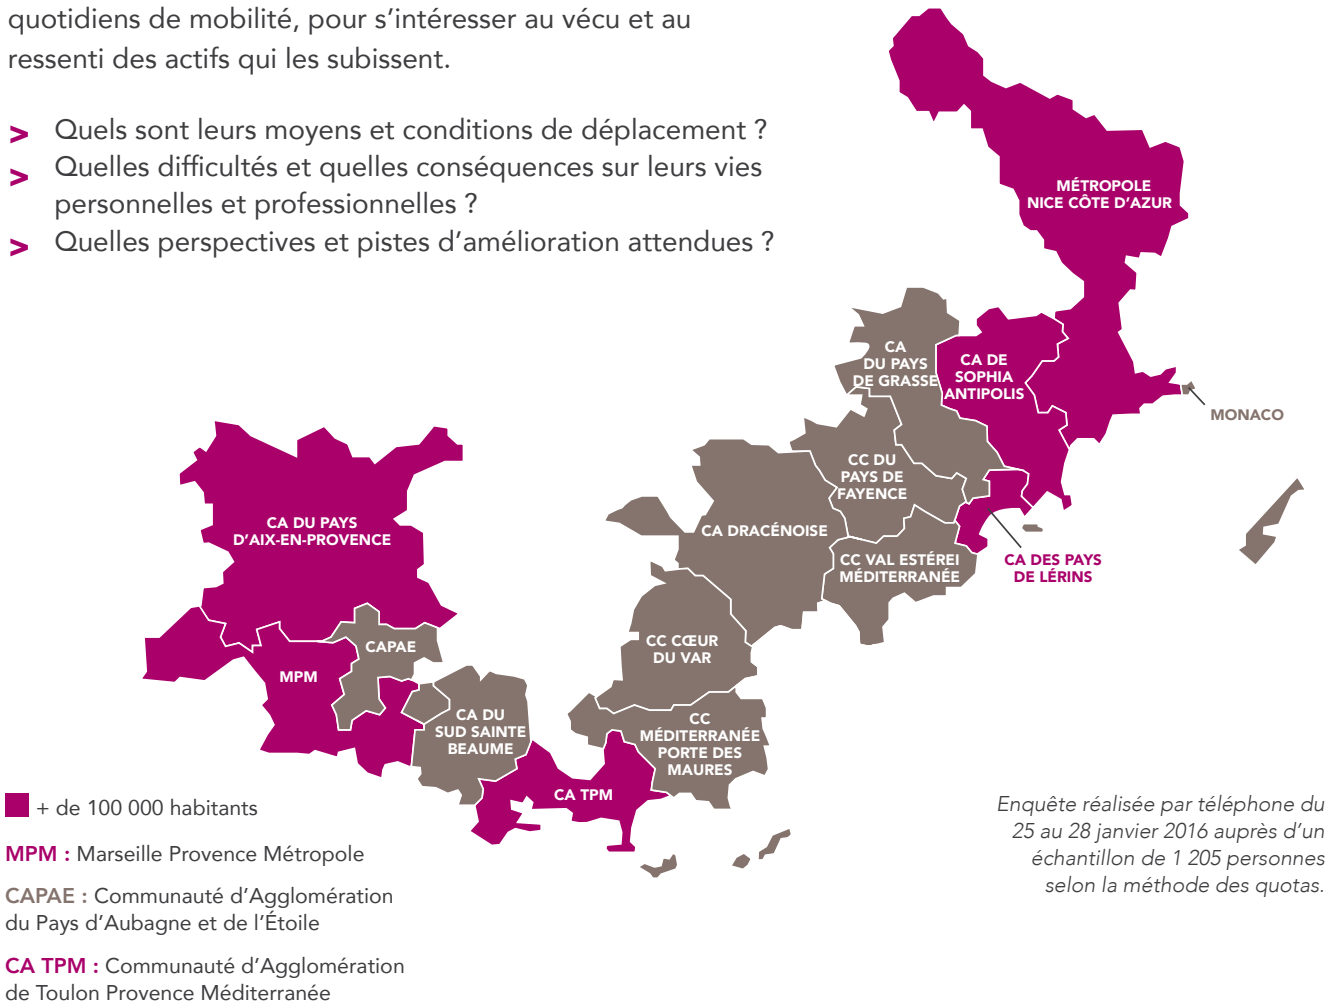 quotidiens de mobilité, pour s’intéresser au vécu et au
ressenti des actifs qui les subissent.
> Quels sont leurs moyens et conditions de déplacement ?
> Quelles difficultés et quelles conséquences sur leurs vies
personnelles et professionnelles ?
> Quelles perspectives et pistes d’amélioration attendues ?
MÉTROPOLE
NICE CÔTE D’AZUR
CA
DU PAYS
DE GRASSE
CA DE
SOPHIA
ANTIPOLIS
MONACO
CC DU
PAYS DE
FAYENCE
CA DU PAYS
D’AIX-EN-PROVENCE
CA DRACÉNOISE
CC VAL ESTÉREL
MÉDITERRANÉE
CA DES PAYS
DE LÉRINS
CAPAE
CC CŒUR
DU VAR
MPM
CA DU
SUD SAINTE
BEAUME
CC
MÉDITERRANÉE
PORTE DES
MAURES
CA TPM
+ de 100 000 habitants
MPM : Marseille Provence Métropole
CAPAE : Communauté d’Agglomération
du Pays d’Aubagne et de l’Étoile
CA TPM : Communauté d’Agglomération
de Toulon Provence Méditerranée
Enquête réalisée par téléphone du
25 au 28 janvier 2016 auprès d’un
échantillon de 1 205 personnes
selon la méthode des quotas.